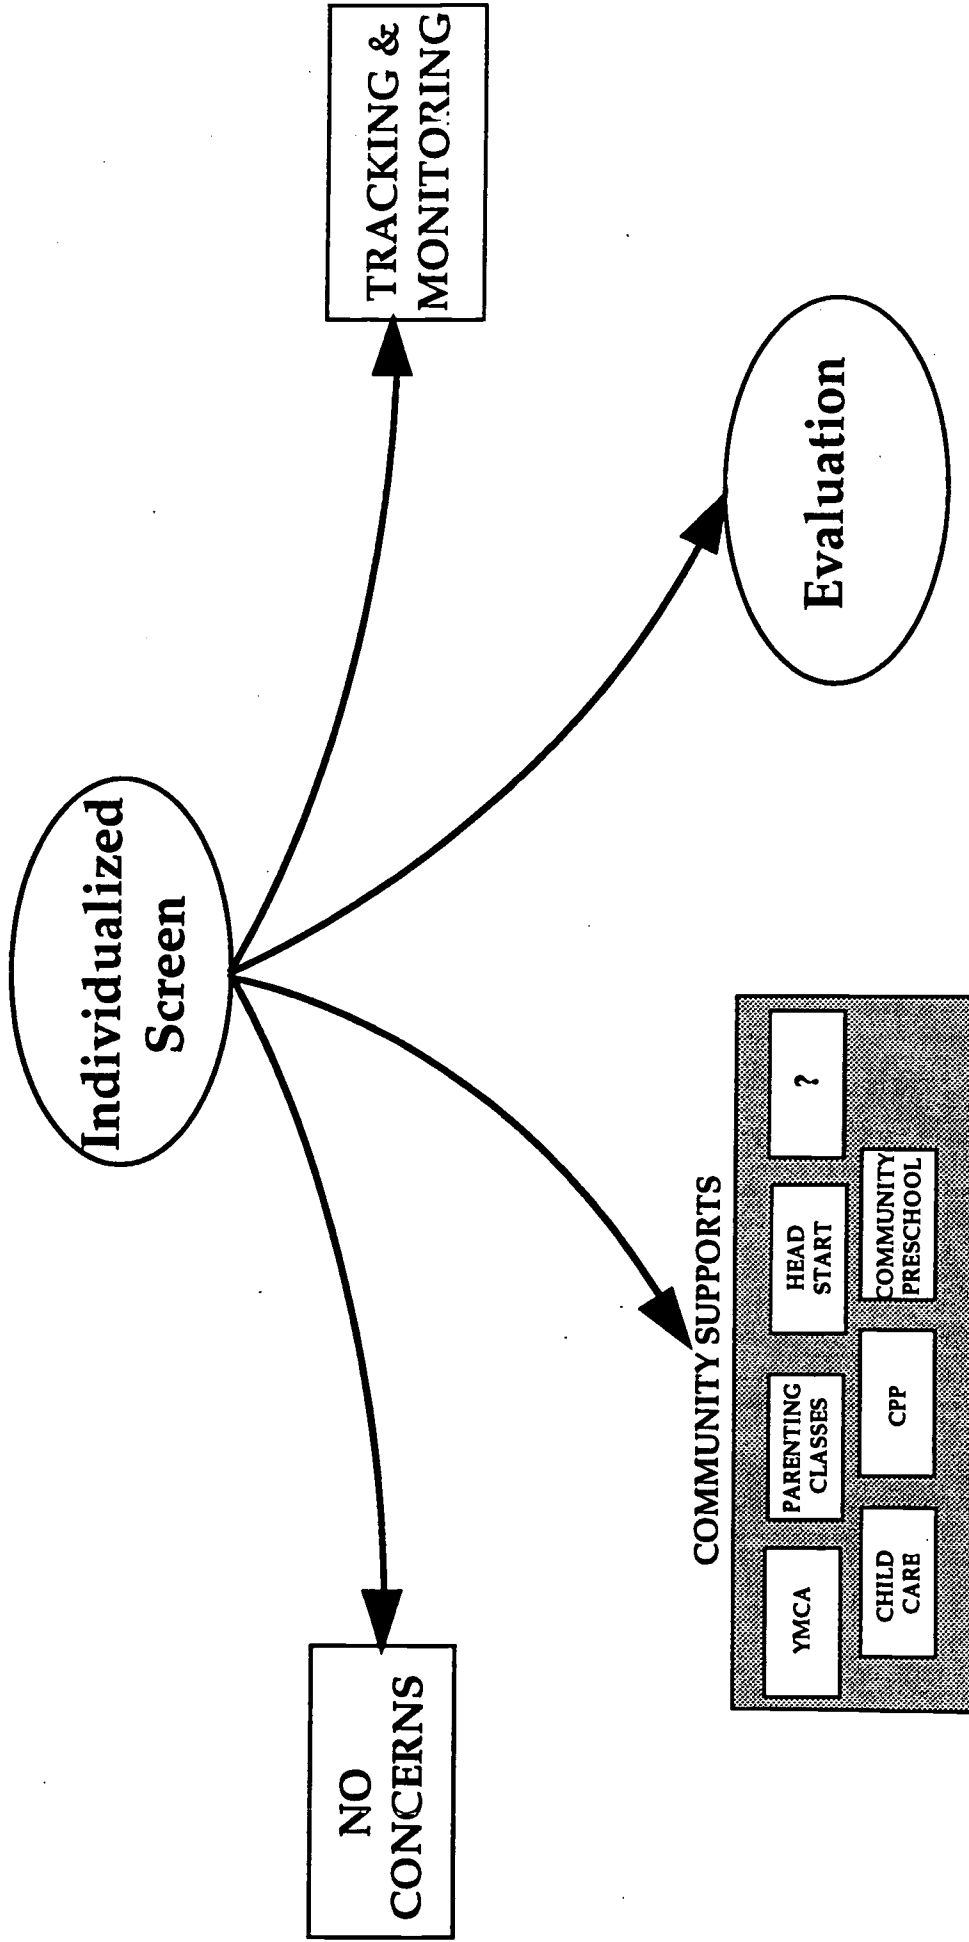 Individualized
Screen
NO
CONCERNS
TRACKING &
MONITORING
COMMUNITY SUPPORTS
YMCA
PARENTING
CLASSES
HEAD
START
?
CHILD
CARE
CPP
COMMUNITY
PRESCHOOL
Evaluation